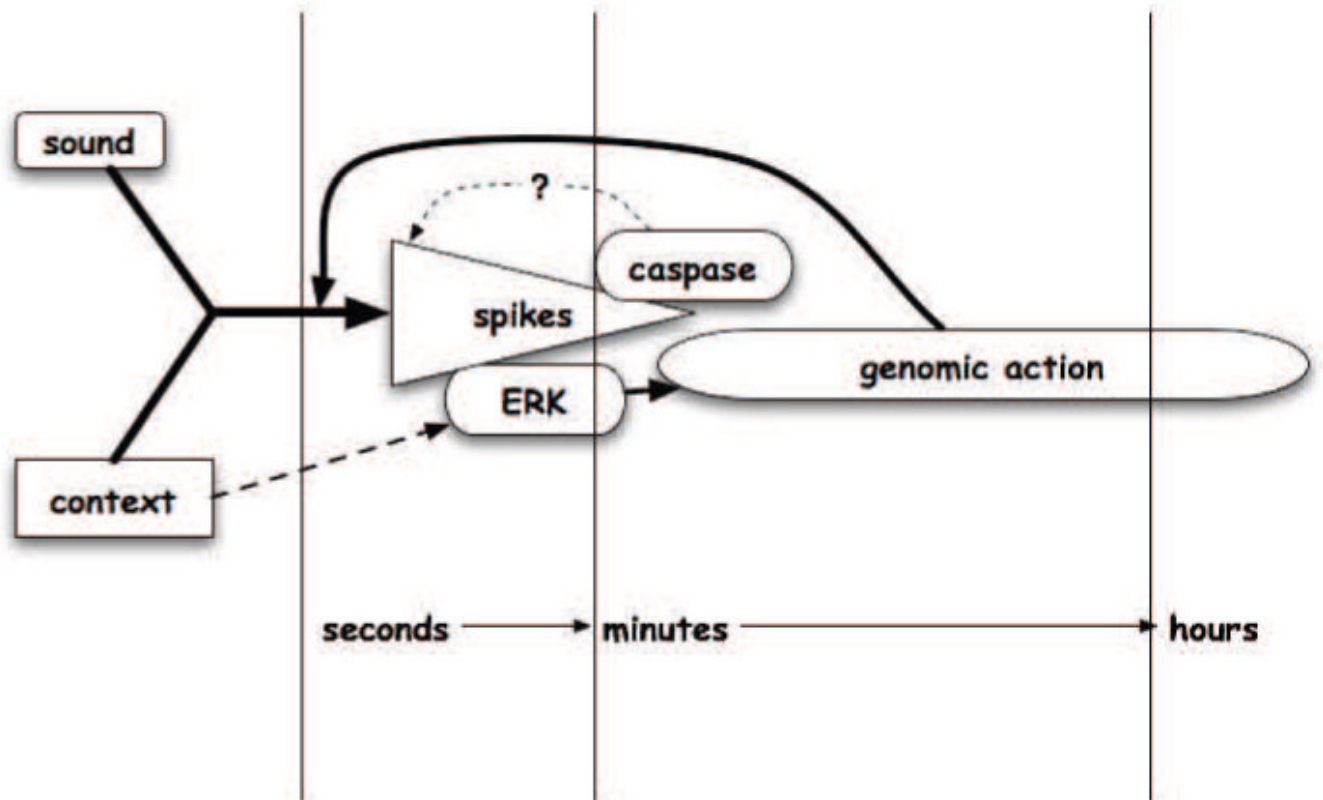 sound
?
caspase
spikes
genomic action
ERK
context
seconds minutes hours